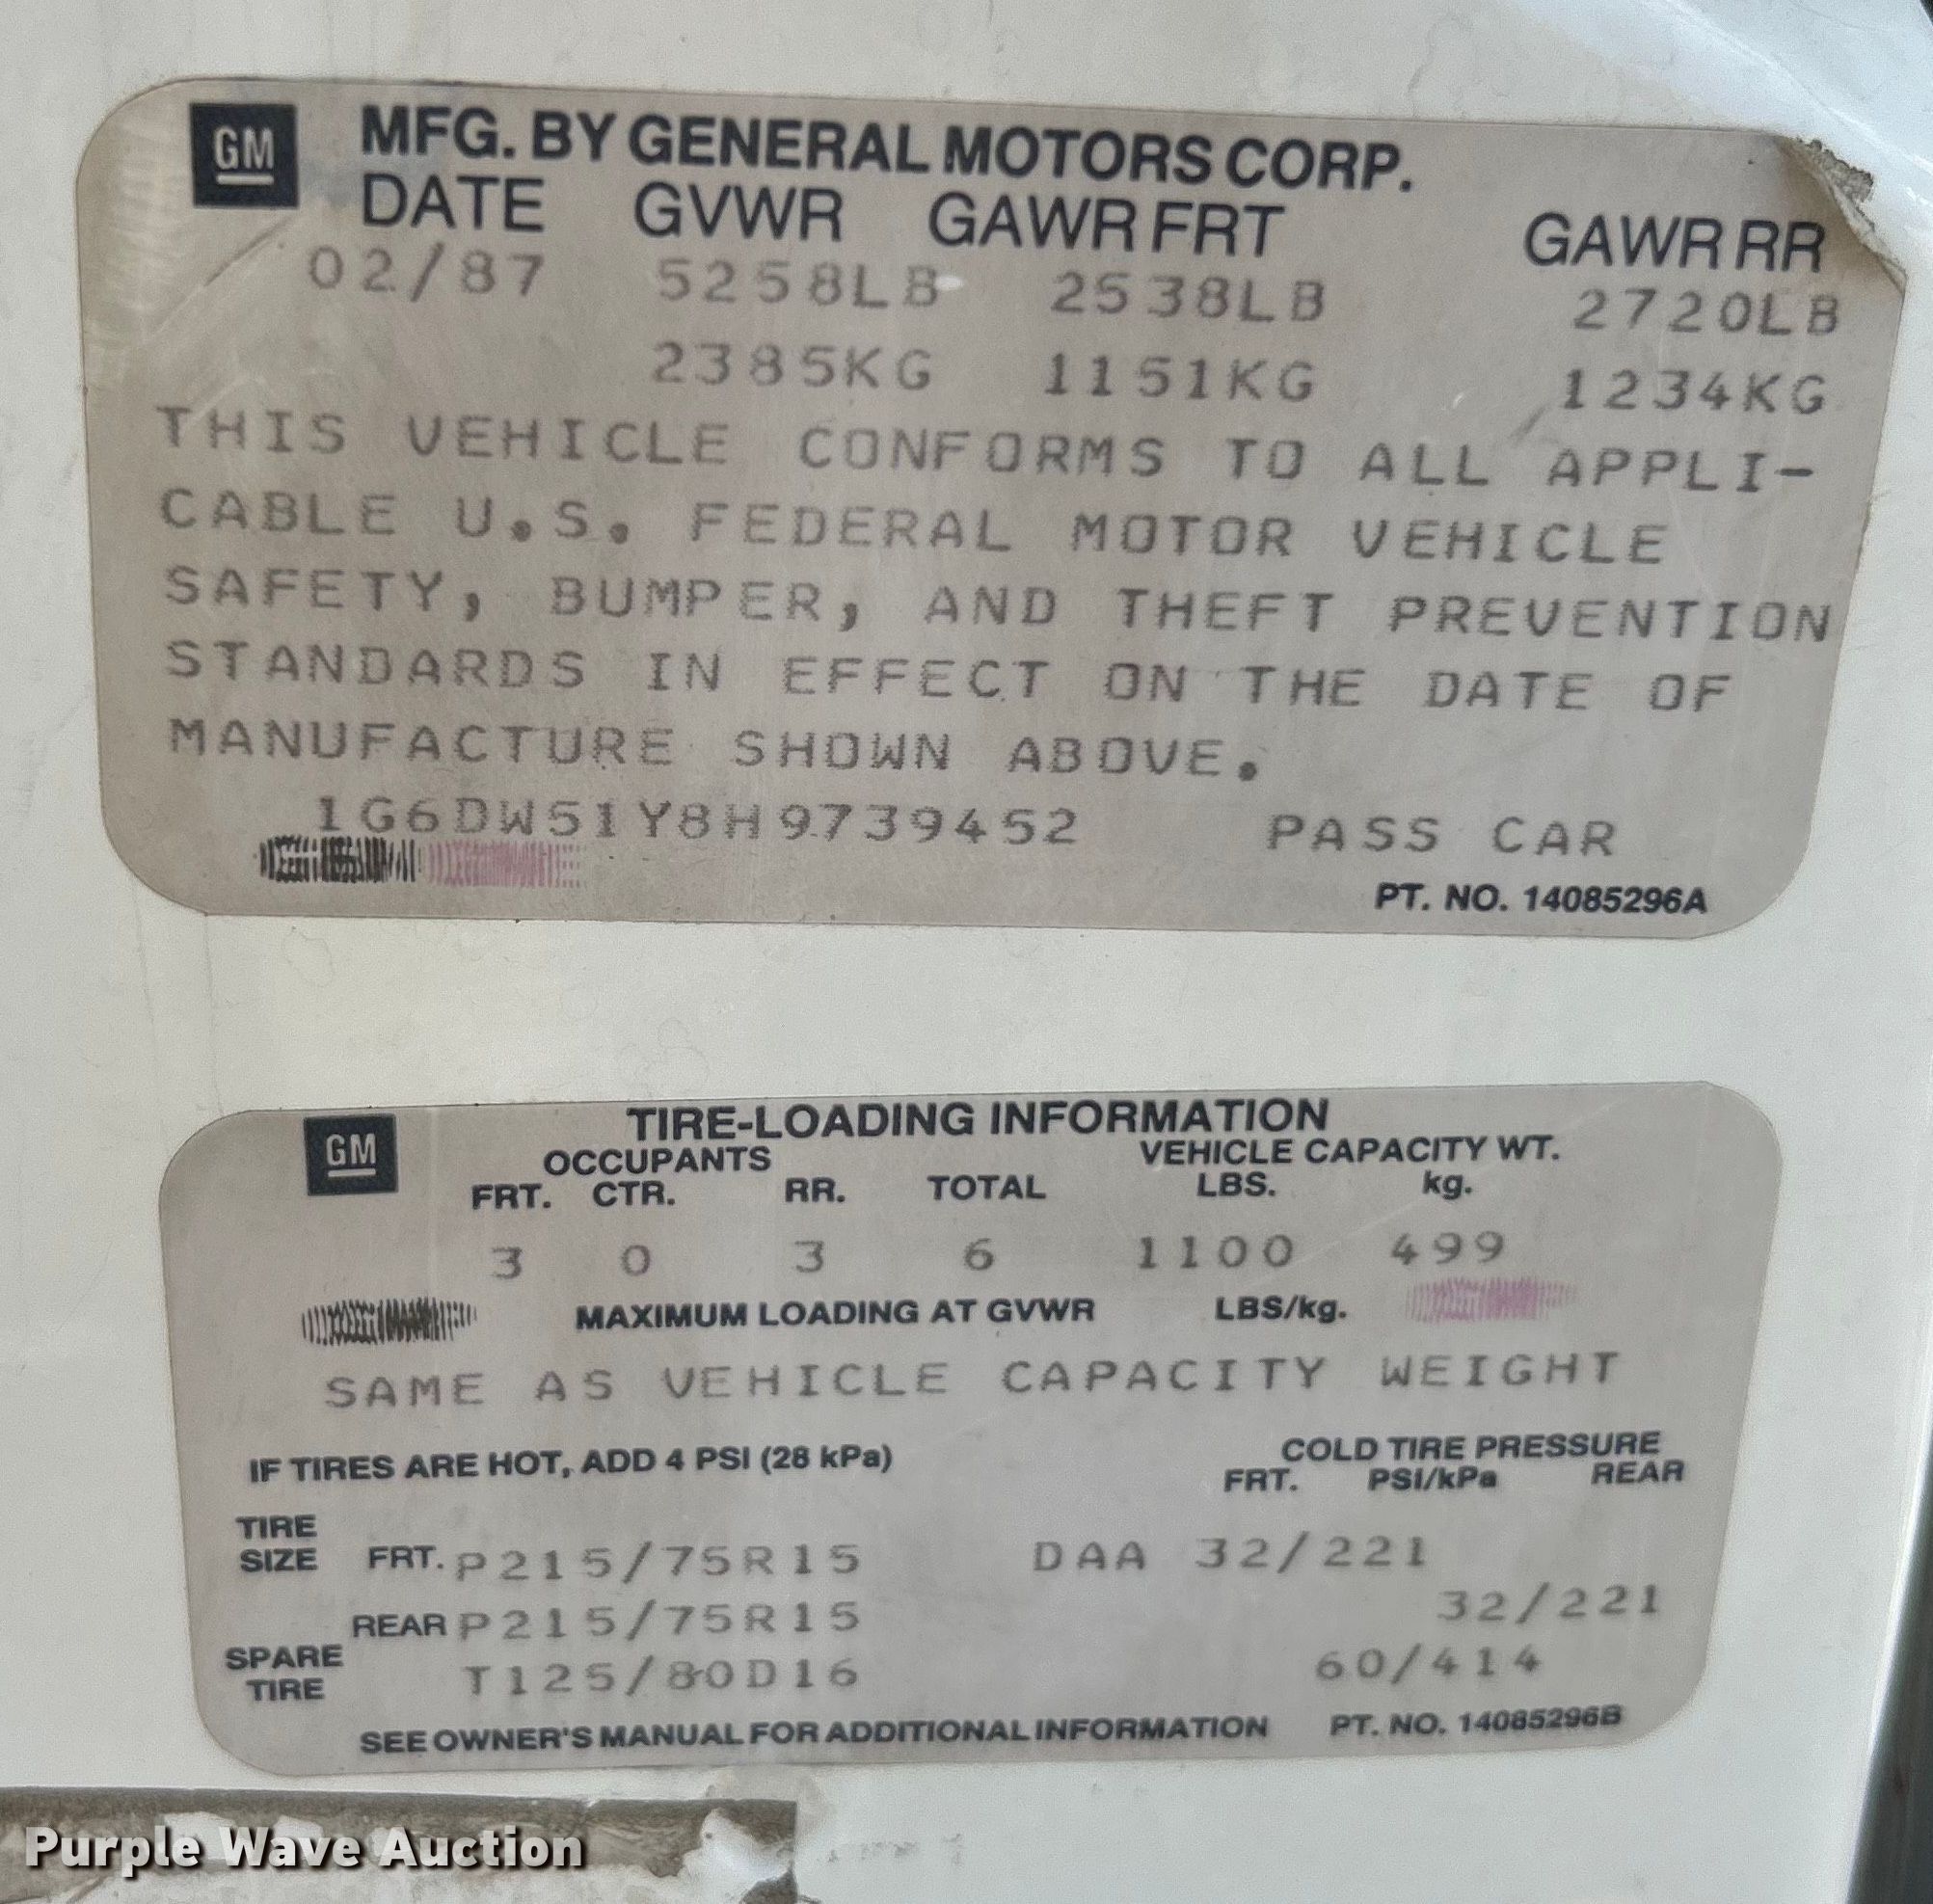 GM
MFG. BY GENERAL MOTORS CORP.
DATE GVWR GAWR FRT GAWR RR
02/87 5258LB 2538LB 2720LB
2385KG 1151KG 1234KG
THIS VEHICLE CONFORMS TO ALL APPLI-
CABLE U.S. FEDERAL MOTOR VEHICLE
SAFETY, BUMPER, AND THEFT PREVENTION
STANDARDS IN EFFECT ON THE DATE OF
MANUFACTURE SHOWN ABOVE.
1G6DW51Y8H9739452 PASS CAR
PT. NO. 14085296A
GM
TIRE-LOADING INFORMATION
OCCUPANTS VEHICLE CAPACITY WT.
FRT. CTR. RR. TOTAL LBS. kg.
3 0 3 6 1100 499
MAXIMUM LOADING AT GVWR LBS/kg.
SAME AS VEHICLE CAPACITY WEIGHT
IF TIRES ARE HOT, ADD 4 PSI (28 kPa) COLD TIRE PRESSURE
FRT. PSI/kPa REAR
TIRE
SIZE FRT. P215/75R15 DAA 32/221
REAR P215/75R15 32/221
SPARE
TIRE T125/80D16 60/414
SEE OWNER'S MANUAL FOR ADDITIONAL INFORMATION PT. NO. 14085296B
Purple Wave Auction